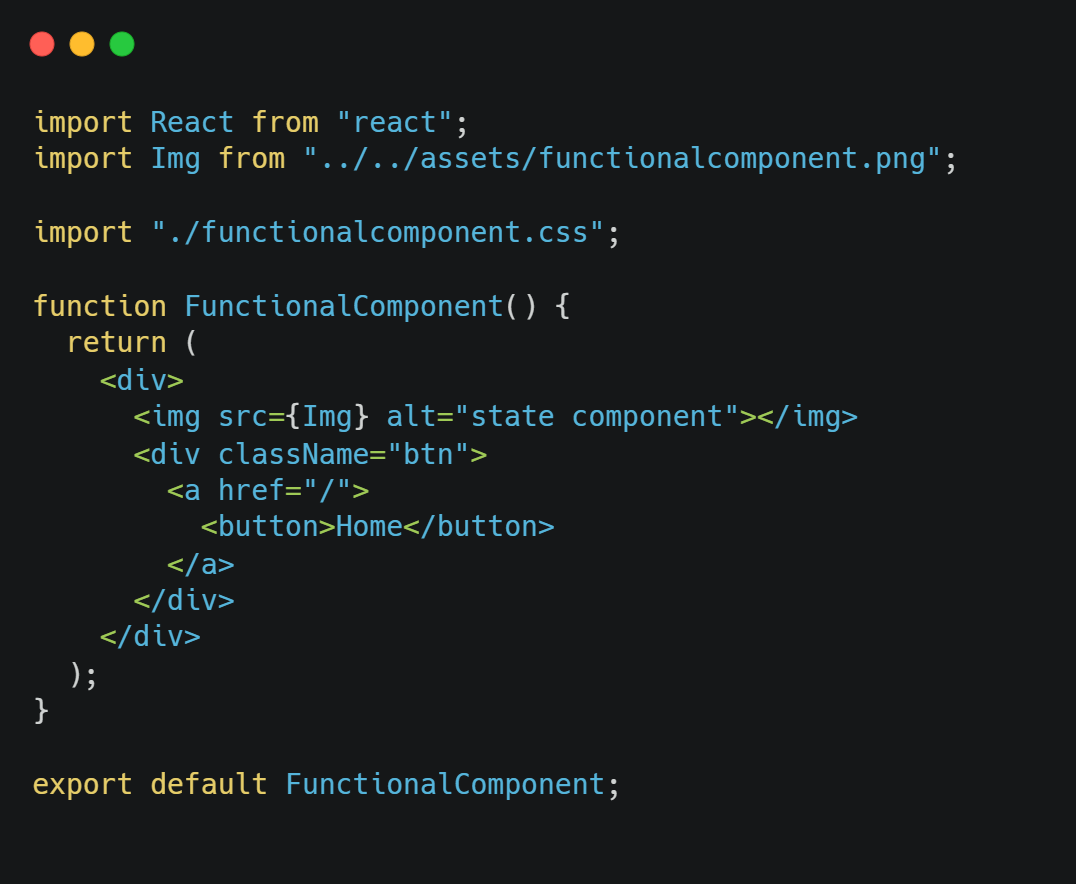 import React from "react";
import Img from "../../assets/functionalcomponent.png";
import "./functionalcomponent.css";
function FunctionalComponent() {
  return (
    <div>
      <img src={Img} alt="state component"></img>
      <div className="btn">
        <a href="/">
          <button>Home</button>
        </a>
      </div>
    </div>
  );
}
export default FunctionalComponent;